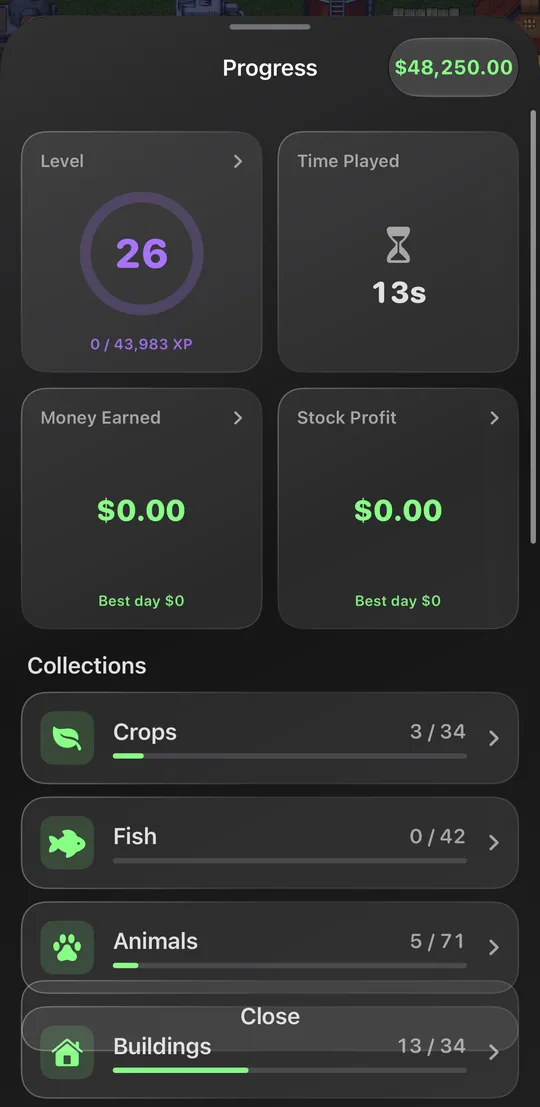 Progress
$48,250.00
Level
Time Played
26
13s
0 / 43,983 XP
Money Earned
Stock Profit
$0.00
$0.00
Best day $0
Best day $0
Collections
Crops
3 / 34
Fish
0 / 42
Animals
5 / 71
Close
Buildings
13 / 34